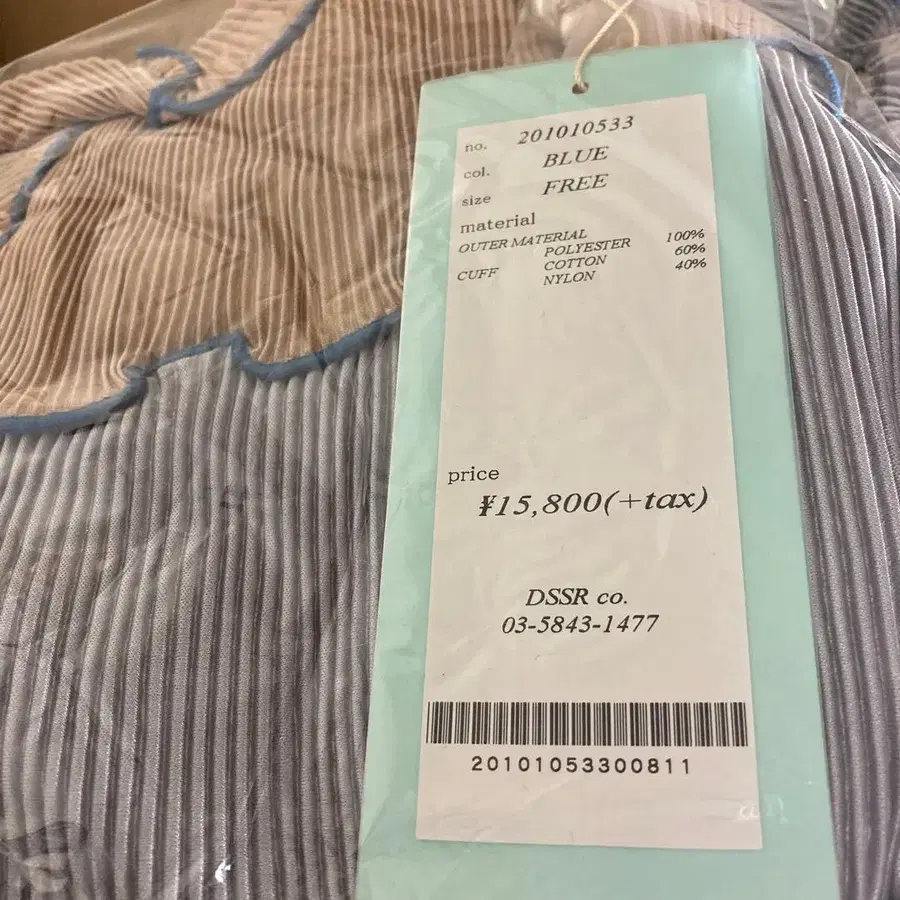 no. 201010533
col. BLUE
size FREE
material
OUTER MATERIAL
POLYESTER 100%
CUFF COTTON 60%
NYLON 40%
price
¥15,800(+tax)
DSSR co.
03-5843-1477
20101053300811